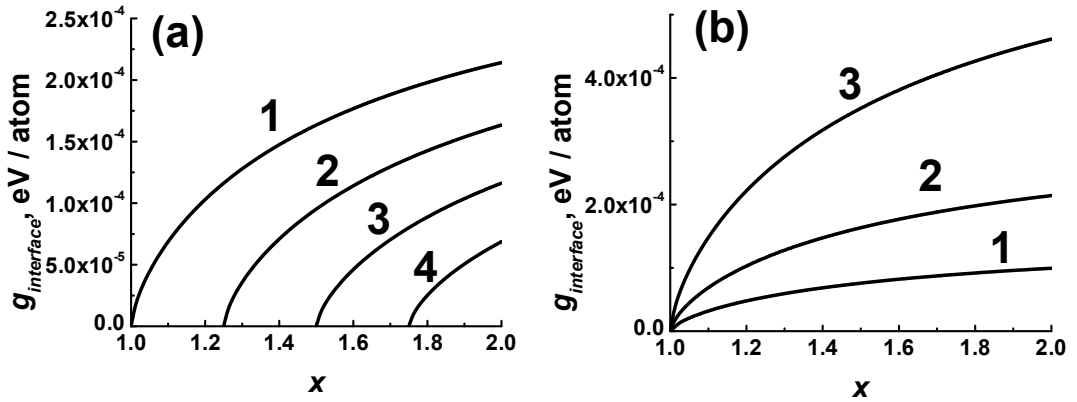 (a)
2.5x10⁻⁴
2.0x10⁻⁴
1.5x10⁻⁴
1.0x10⁻⁴
5.0x10⁻⁵
0.0
g_interface, eV / atom
1
2
3
4
1.0 1.2 1.4 1.6 1.8 2.0
x
(b)
4.0x10⁻⁴
2.0x10⁻⁴
0.0
g_interface, eV / atom
3
2
1
1.0 1.2 1.4 1.6 1.8 2.0
x